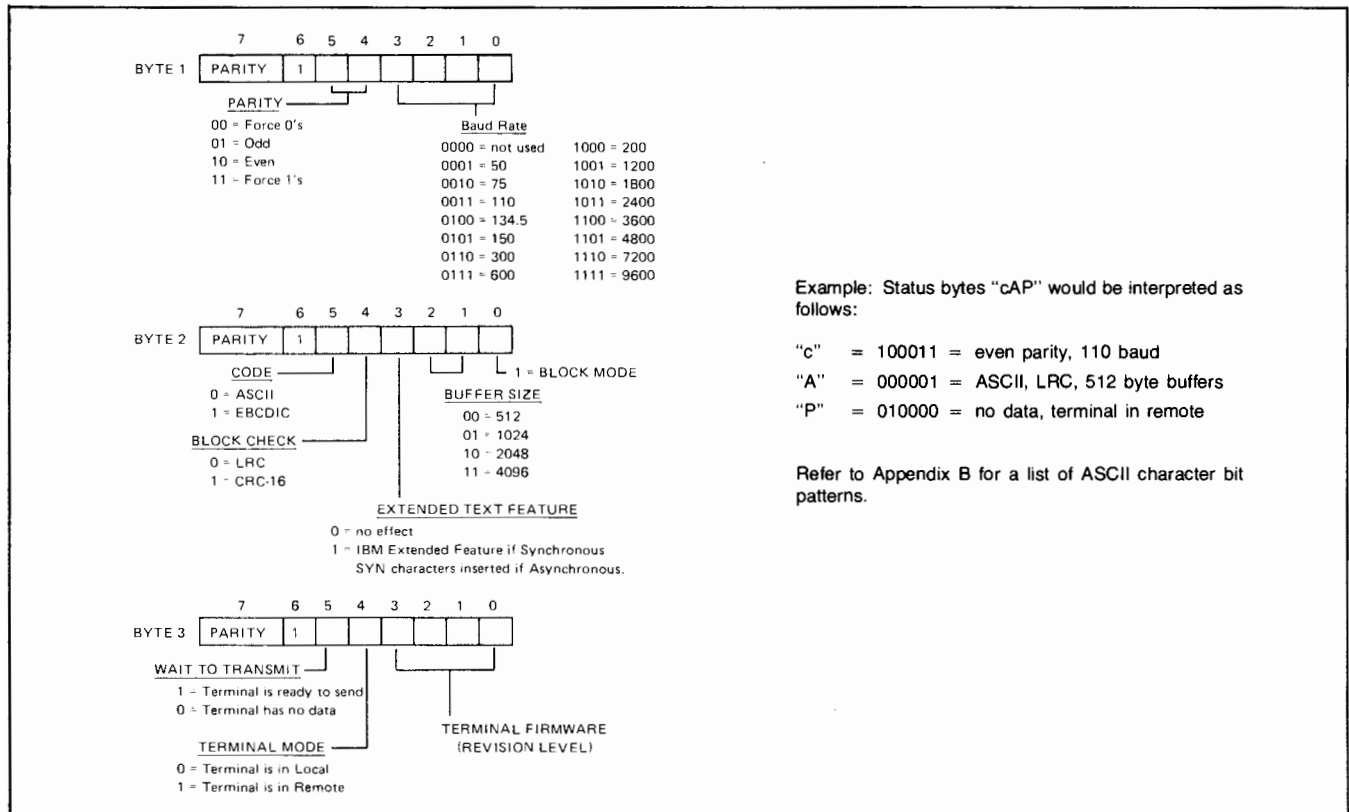 7 6 5 4 3 2 1 0
BYTE 1 PARITY 1
PARITY
00 = Force 0's
01 = Odd
10 = Even
11 - Force 1's
Baud Rate
0000 = not used 1000 = 200
0001 = 50 1001 = 1200
0010 = 75 1010 = 1800
0011 = 110 1011 = 2400
0100 = 134.5 1100 = 3600
0101 = 150 1101 = 4800
0110 = 300 1110 = 7200
0111 = 600 1111 = 9600
7 6 5 4 3 2 1 0
BYTE 2 PARITY 1
1 = BLOCK MODE
CODE
0 = ASCII
1 = EBCDIC
BUFFER SIZE
00 = 512
01 = 1024
10 = 2048
11 = 4096
BLOCK CHECK
0 = LRC
1 - CRC-16
EXTENDED TEXT FEATURE
0 = no effect
1 = IBM Extended Feature if Synchronous
SYN characters inserted if Asynchronous.
7 6 5 4 3 2 1 0
BYTE 3 PARITY 1
WAIT TO TRANSMIT
1 = Terminal is ready to send
0 = Terminal has no data
TERMINAL FIRMWARE
(REVISION LEVEL)
TERMINAL MODE
0 = Terminal is in Local
1 = Terminal is in Remote
Example: Status bytes "cAP" would be interpreted as
follows:
"c" = 100011 = even parity, 110 baud
"A" = 000001 = ASCII, LRC, 512 byte buffers
"P" = 010000 = no data, terminal in remote
Refer to Appendix B for a list of ASCII character bit
patterns.